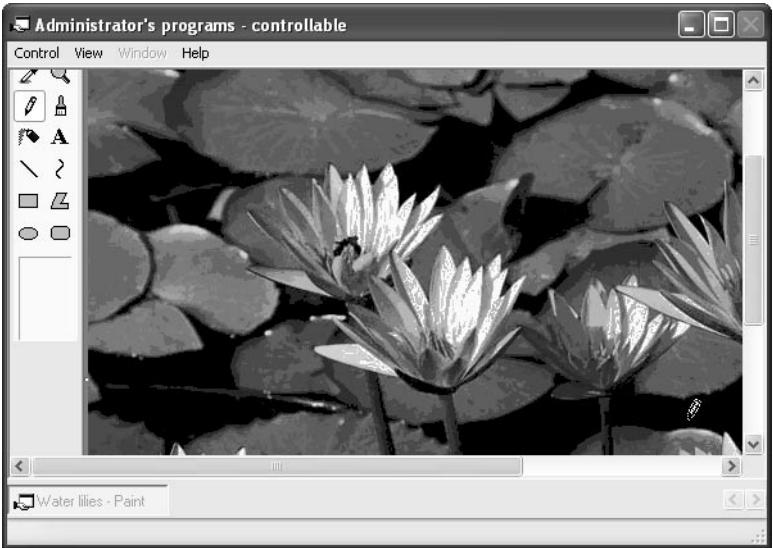 Administrator's programs - controllable
Control View Window Help
A
Water lilies - Paint